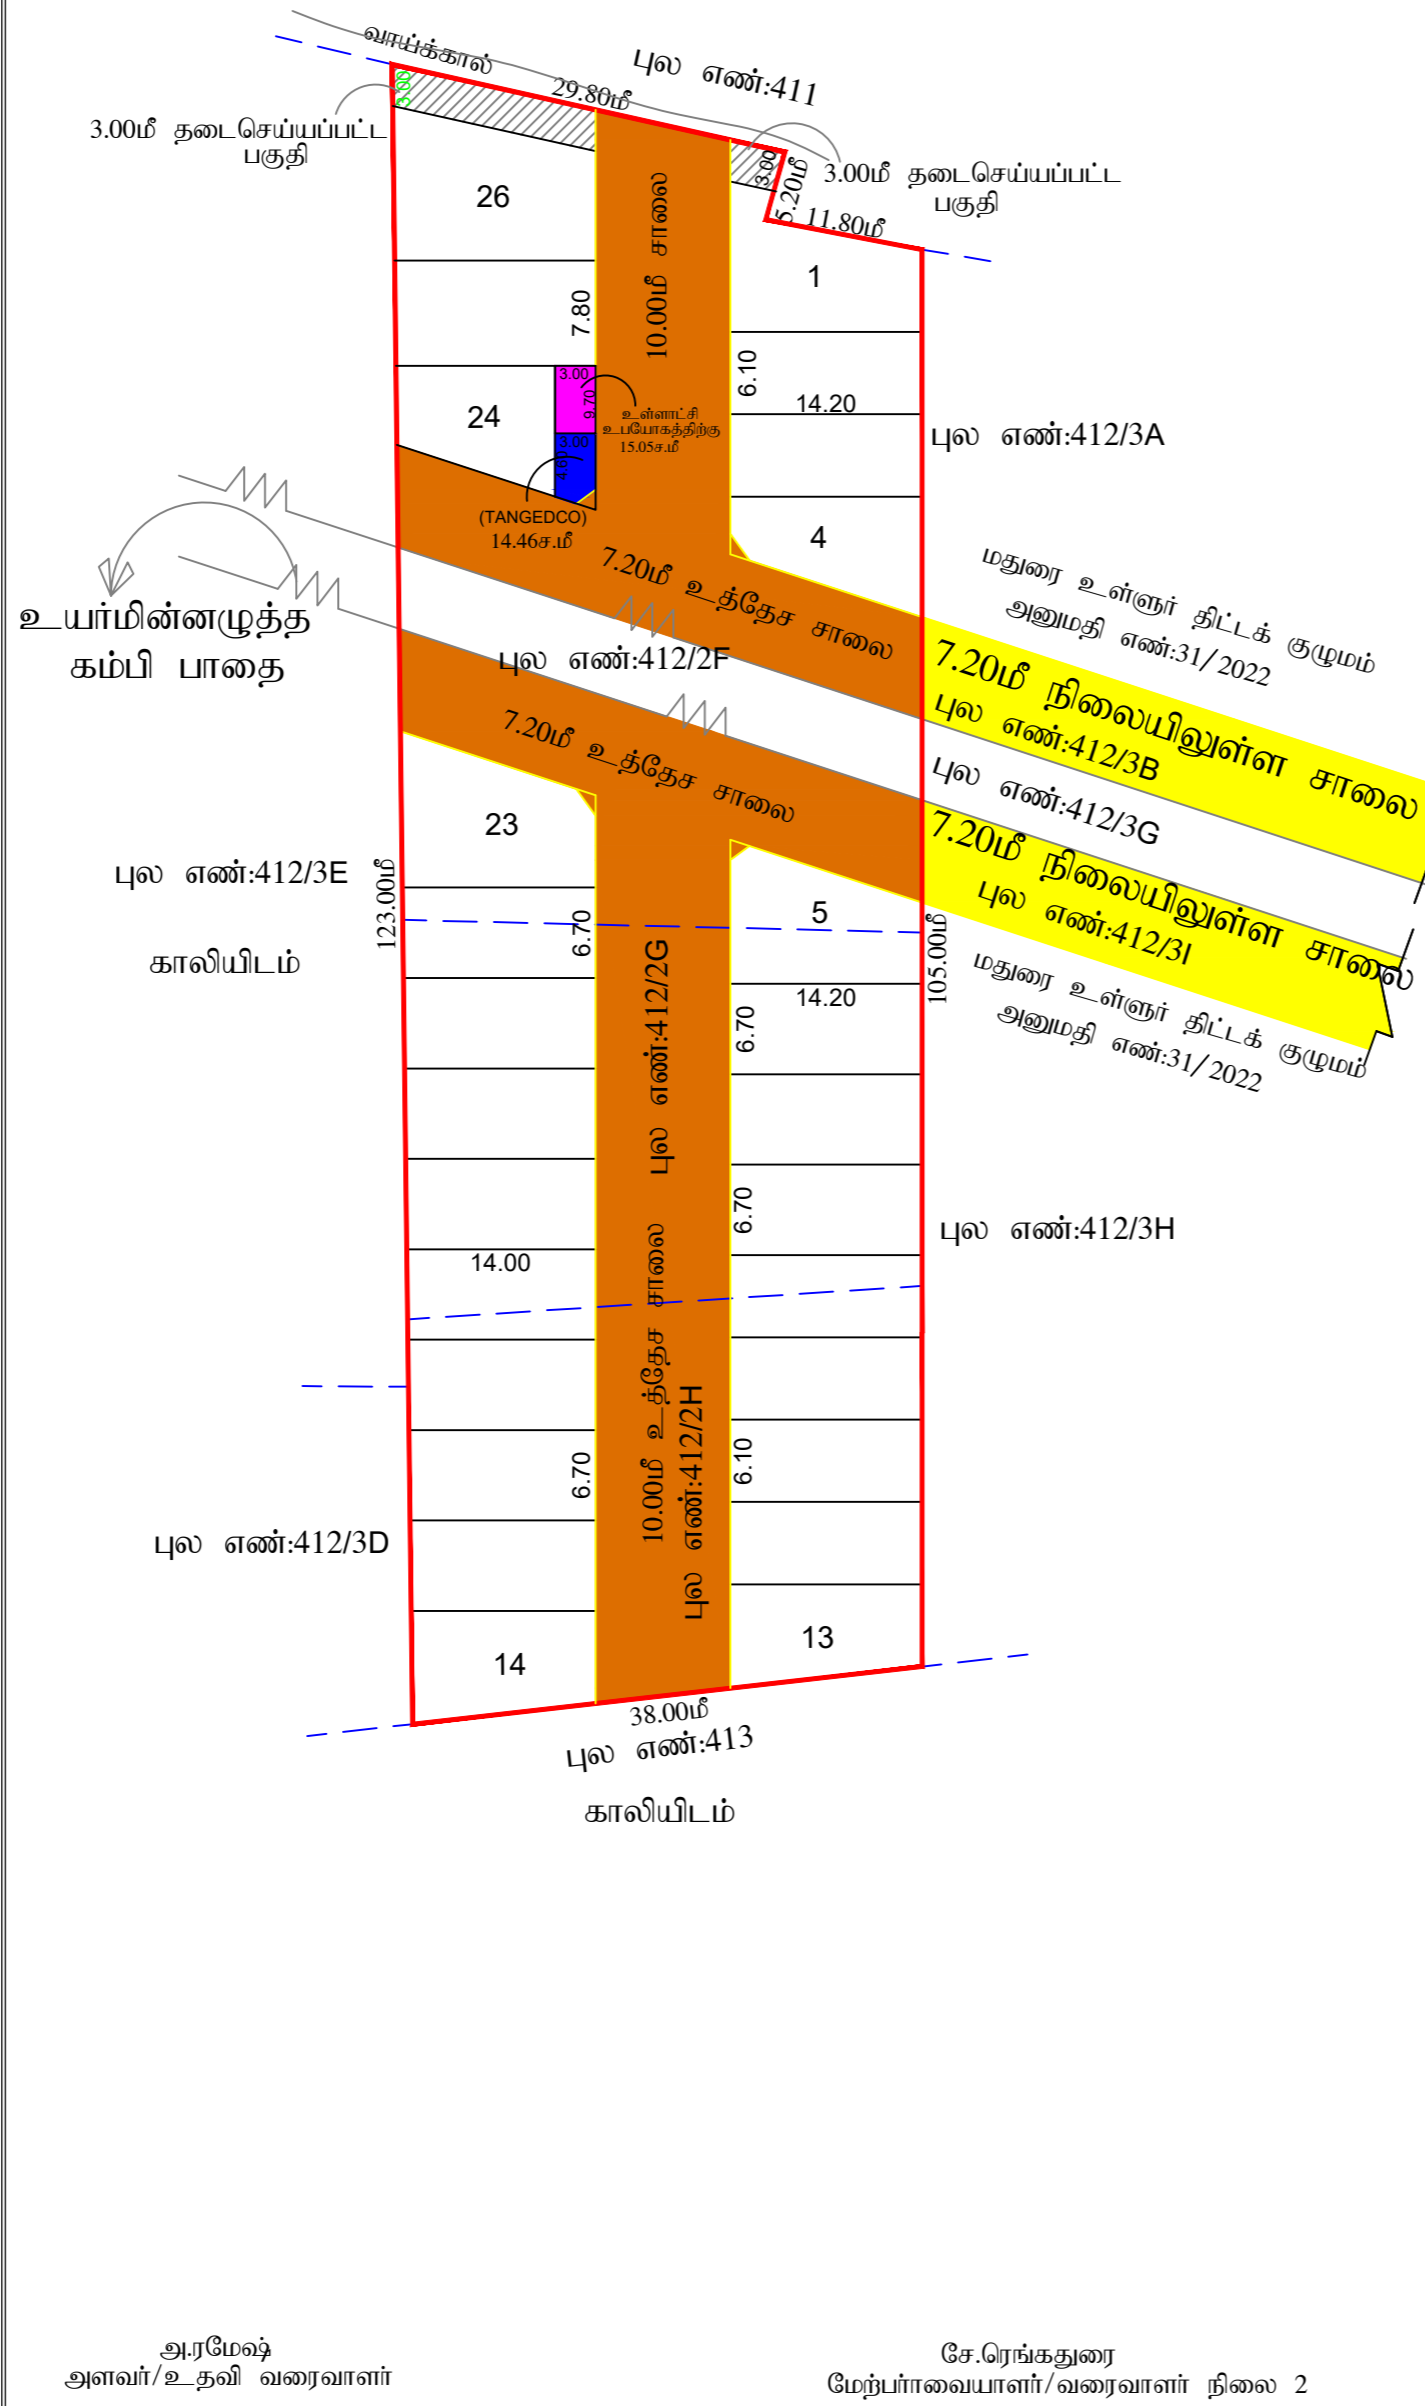 வாய்க்கால்
புல எண்:411
29.80மீ
3.00
3.00மீ தடைசெய்யப்பட்ட
பகுதி
3.00
5.20மீ
3.00மீ தடைசெய்யப்பட்ட
பகுதி
11.80மீ
26
10.00மீ சாலை
1
7.80
6.10
14.20
24
3.00
9.70
உள்ளாட்சி
உபயோகத்திற்கு
15.05ச.மீ
3.00
4.60
(TANGEDCO)
14.46ச.மீ
புல எண்:412/3A
4
7.20மீ உத்தேச சாலை
மதுரை உள்ளுர் திட்டக் குழுமம்
அனுமதி எண்:31/2022
உயர்மின்னழுத்த
கம்பி பாதை
புல எண்:412/2F
7.20மீ நிலையிலுள்ள சாலை
புல எண்:412/3B
7.20மீ உத்தேச சாலை
புல எண்:412/3G
7.20மீ நிலையிலுள்ள சாலை
புல எண்:412/3I
23
புல எண்:412/3E
123.00மீ
காலியிடம்
6.70
புல எண்:412/2G
5
14.20
6.70
105.00மீ
மதுரை உள்ளுர் திட்டக் குழுமம்
அனுமதி எண்:31/2022
6.70
புல எண்:412/3H
14.00
10.00மீ உத்தேச சாலை
புல எண்:412/2H
6.70
6.10
புல எண்:412/3D
14
13
38.00மீ
புல எண்:413
காலியிடம்
அ.ரமேஷ்
அளவர்/உதவி வரைவாளர்
சே.ரெங்கதுரை
மேற்பார்வையாளர்/வரைவாளர் நிலை 2